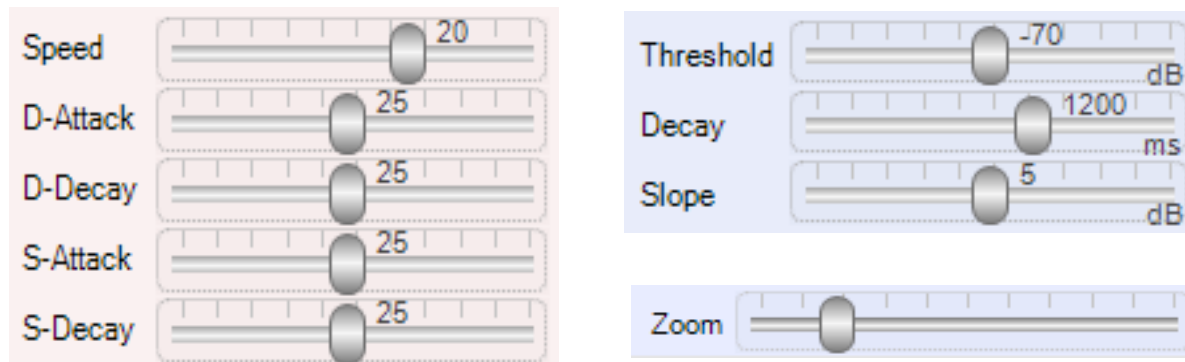 Speed 20
D-Attack 25
D-Decay 25
S-Attack 25
S-Decay 25
Threshold -70 dB
Decay 1200 ms
Slope 5 dB
Zoom